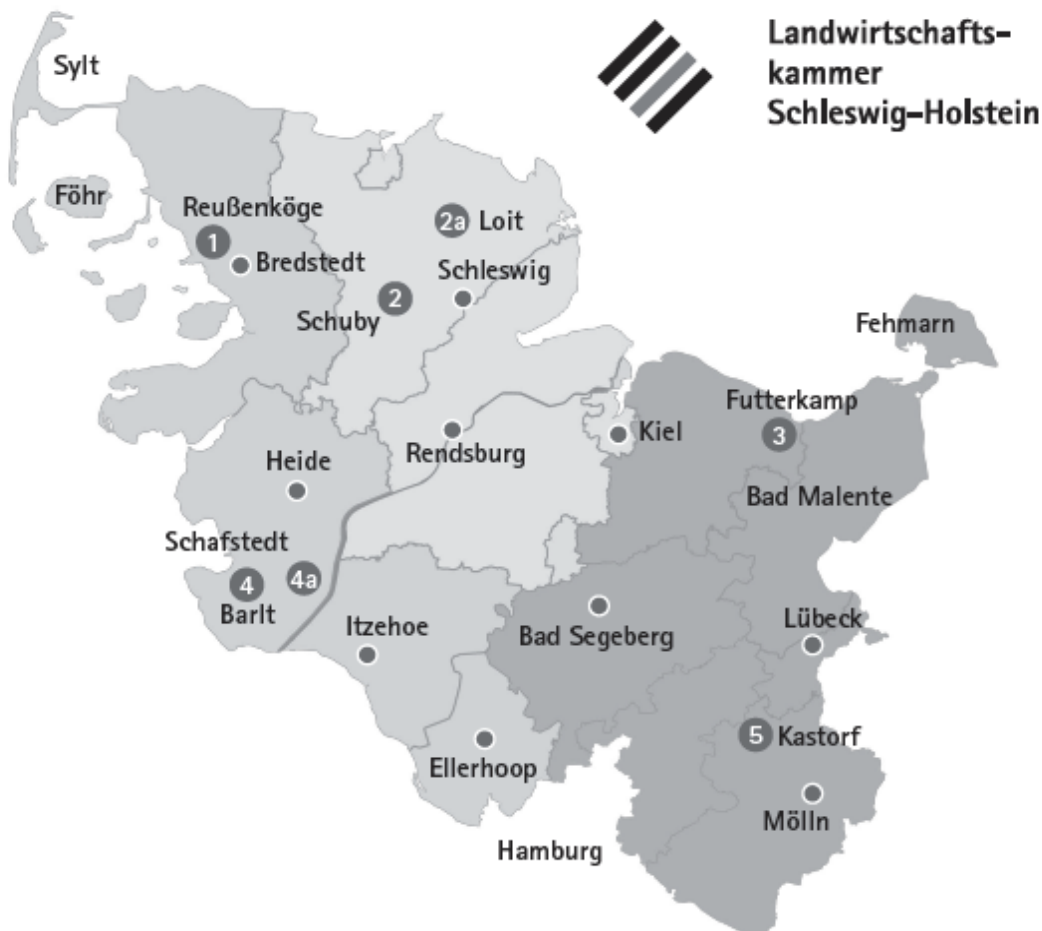 Landwirtschafts-
kammer
Schleswig-Holstein
Sylt
Föhr
Reußenköge
1
Bredstedt
2a Loit
Schleswig
2
Schuby
Fehmarn
Futterkamp
3
Kiel
Rendsburg
Heide
Bad Malente
Schafstedt
4 4a
Barlt
Itzehoe
Bad Segeberg
Lübeck
5 Kastorf
Ellerhoop
Mölln
Hamburg